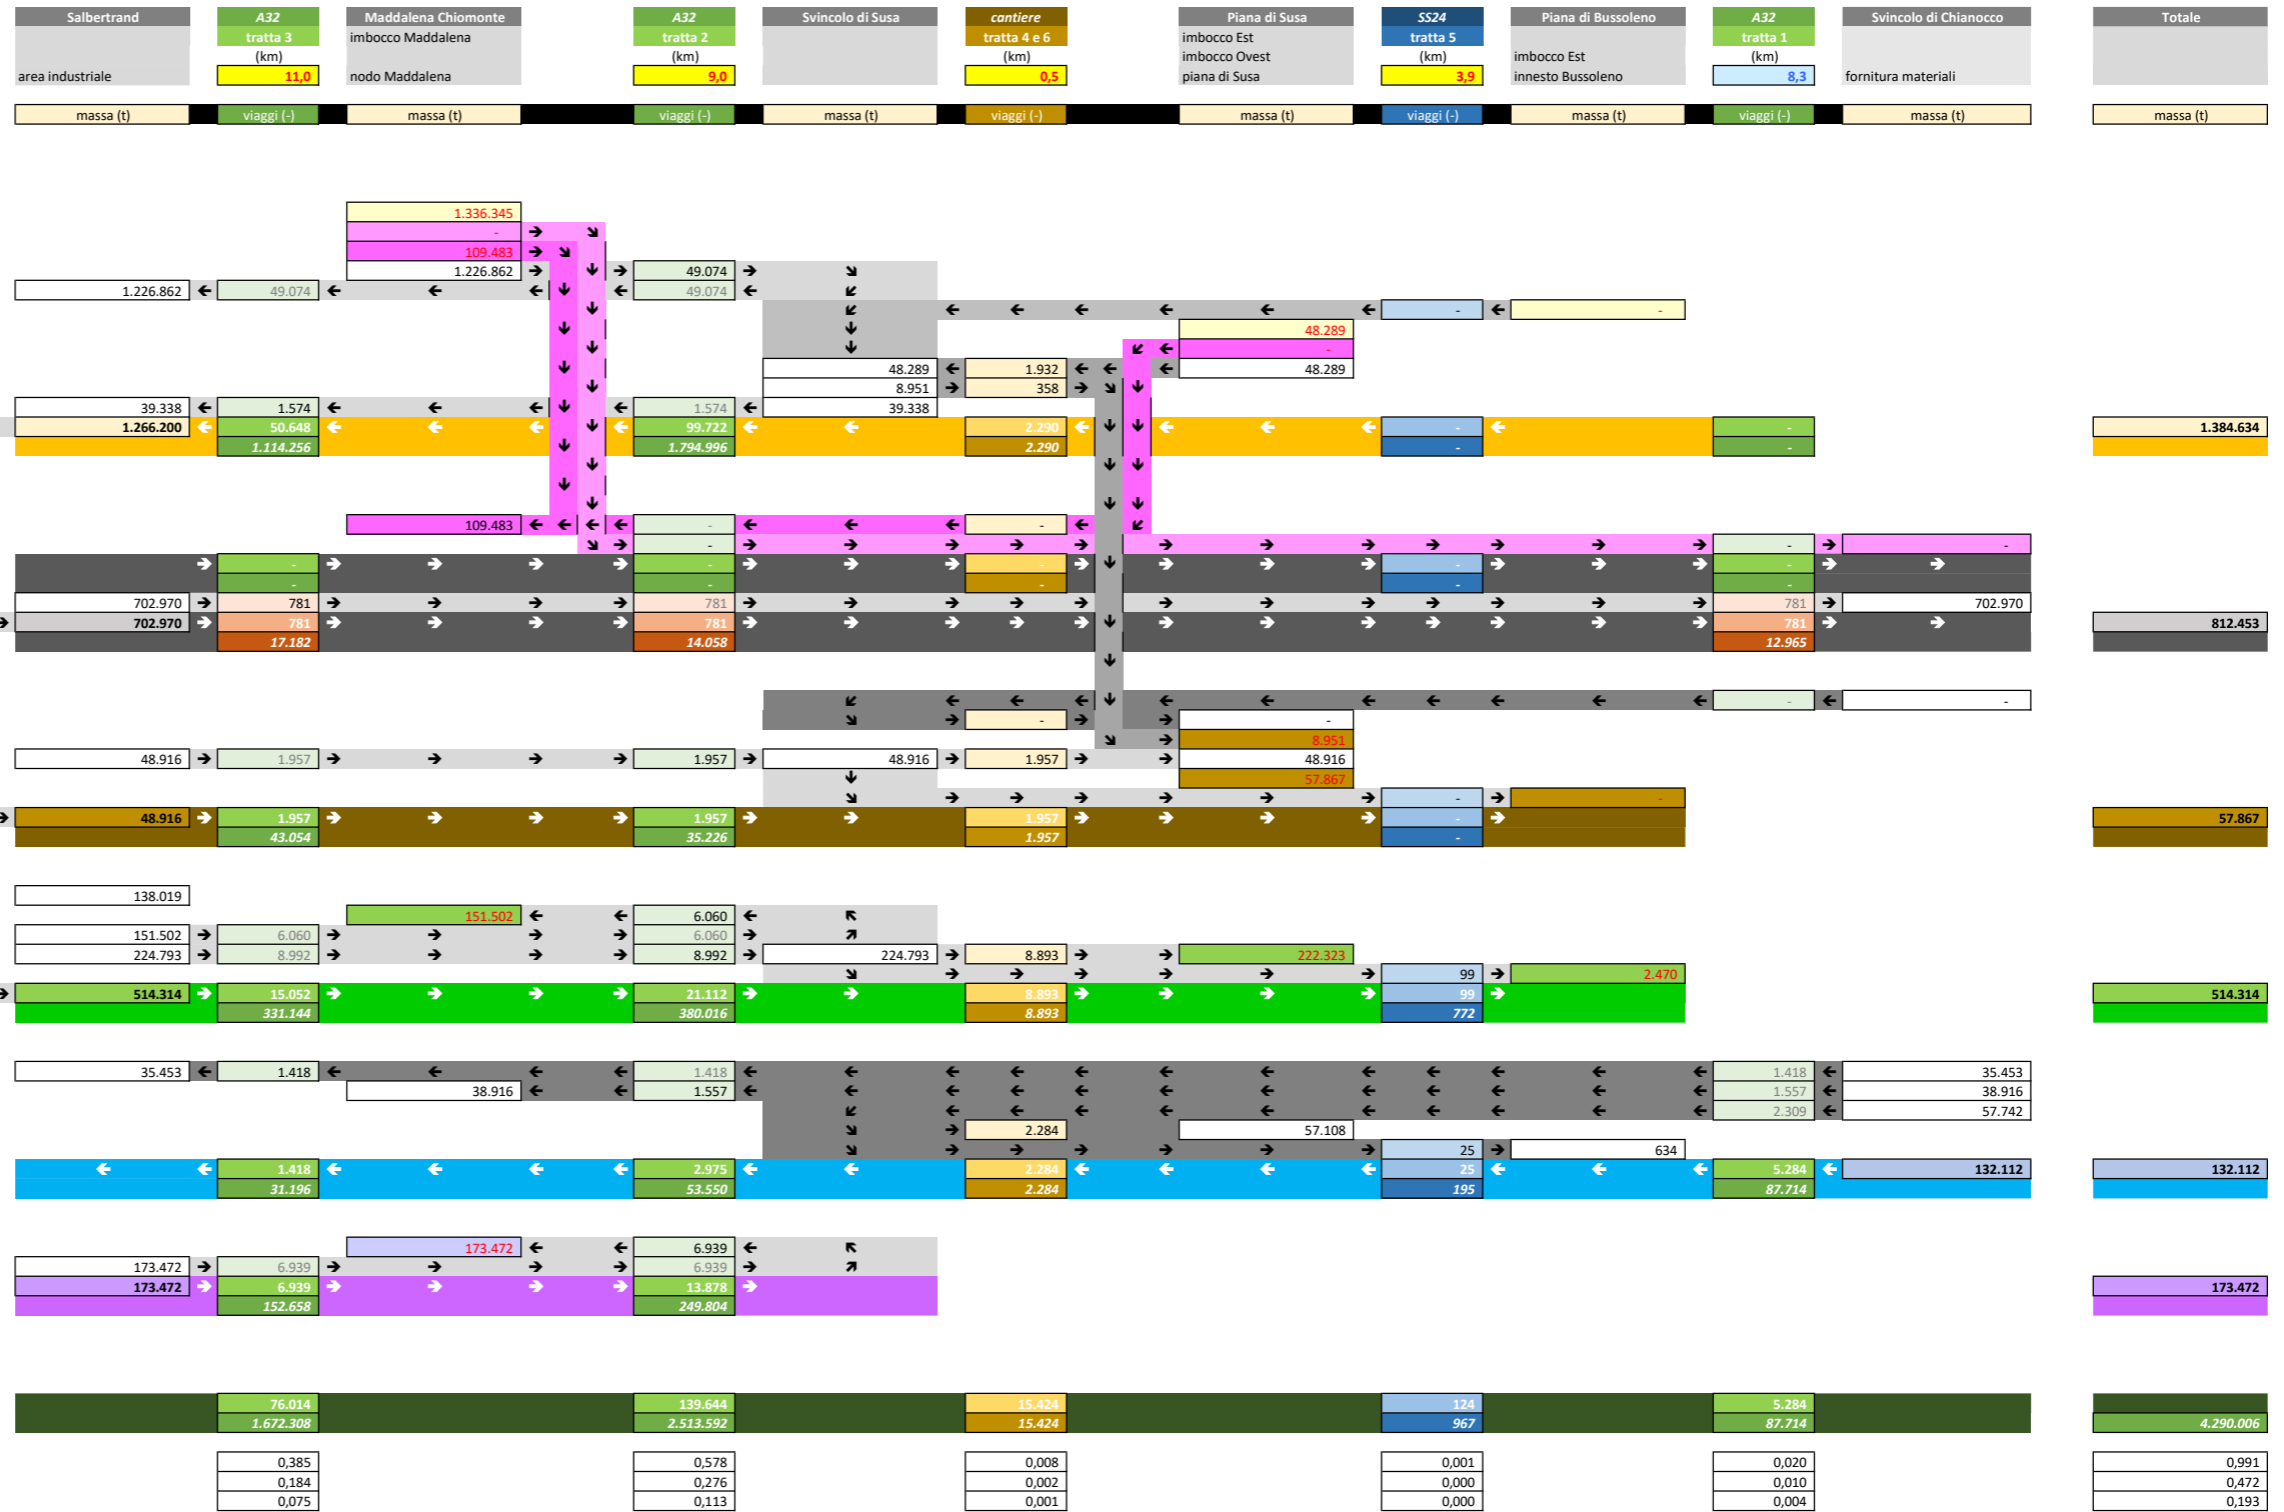 Salbertrand A32 Maddalena Chiomonte A32 Svincolo di Susa cantiere Piana di Susa SS24 Piana di Bussoleno A32 Svincolo di Chianocco Totale
tratta 3 imbocco Maddalena tratta 2 tratta 4 e 6 imbocco Est tratta 5 tratta 1
(km) (km) (km) imbocco Ovest (km) imbocco Est (km)
area industriale 11,0 nodo Maddalena 9,0 0,5 piana di Susa 3,9 innesto Bussoleno 8,3 fornitura materiali
massa (t) viaggi (-) massa (t) viaggi (-) massa (t) viaggi (-) massa (t) viaggi (-) massa (t) viaggi (-) massa (t) massa (t)
1.336.345
- → ↘
109.483 → ↘
1.226.862 → ↓ → 49.074 → ↘
1.226.862 ← 49.074 ← ← ← ↓ ← 49.074 ← ↙
↓ ↙ ← ← ← ← ← ← - ← -
↓ ↓ 48.289
↓ ↓ ↙ ← -
↓ 48.289 ← 1.932 ← ← ← 48.289
↓ 8.951 → 358 → ↘ ↓
39.338 ← 1.574 ← ← ← ↓ ← 1.574 ← 39.338 ↓
1.266.200 ← 50.648 ← ← ← ↓ ← 99.722 ← ← 2.290 ← ↓ ↓ ← ← ← - ← - 1.384.634
1.114.256 ↓ 1.794.996 2.290 - -
↓ ↓ ↓
↓
↓ ↓ ↓
109.483 ← ← ← ← - ← ← ← - ← ↙
↘ → - → → → → → → → → → → → → - → -
→ - → → → → - → → → - → ↓ → → → - → → → - → →
- - - - -
702.970 → 781 → → → → 781 → → → → → → → → → → → → 781 → 702.970
→ 702.970 → 781 → → → → 781 → → → → → ↓ → → → → → → → 781 → → 812.453
17.182 14.058 12.965
↓
↙ ← ← ← ↓ ← ← ← ← ← ← ← - ← -
↘ → - → → -
↘ → 8.951
48.916 → 1.957 → → → → 1.957 → 48.916 → 1.957 → → 48.916
↓ 57.867
↘ → → → → → → - → -
→ 48.916 → 1.957 → → → → 1.957 → → 1.957 → → → → - → 57.867
43.054 35.226 1.957 -
138.019
151.502 ← ← 6.060 ← ↖
151.502 → 6.060 → → → → 6.060 → ↗
224.793 → 8.992 → → → → 8.992 → 224.793 → 8.893 → → 222.323
↘ → → → → → → 99 → 2.470
→ 514.314 → 15.052 → → → → 21.112 → → 8.893 → → → → 99 → 514.314
331.144 380.016 8.893 772
35.453 ← 1.418 ← ← ← ← 1.418 ← ← ← ← ← ← ← ← ← ← ← ← 1.418 ← 35.453
38.916 ← ← 1.557 ← ← ← ← ← ← ← ← ← ← ← ← 1.557 ← 38.916
↙ ← ← ← ← ← ← ← ← ← ← 2.309 ← 57.742
↘ → 2.284 57.108
↘ → → → → → → 25 → 634
← ← 1.418 ← ← ← ← 2.975 ← ← 2.284 ← ← ← ← 25 ← ← ← 5.284 ← 132.112 132.112
31.196 53.550 2.284 195 87.714
173.472 ← ← 6.939 ← ↖
173.472 → 6.939 → → → → 6.939 → ↗
173.472 → 6.939 → → → → 13.878 → 173.472
152.658 249.804
76.014 139.644 15.424 124 5.284
1.672.308 2.513.592 15.424 967 87.714 4.290.006
0,385 0,578 0,008 0,001 0,020 0,991
0,184 0,276 0,002 0,000 0,010 0,472
0,075 0,113 0,001 0,000 0,004 0,193